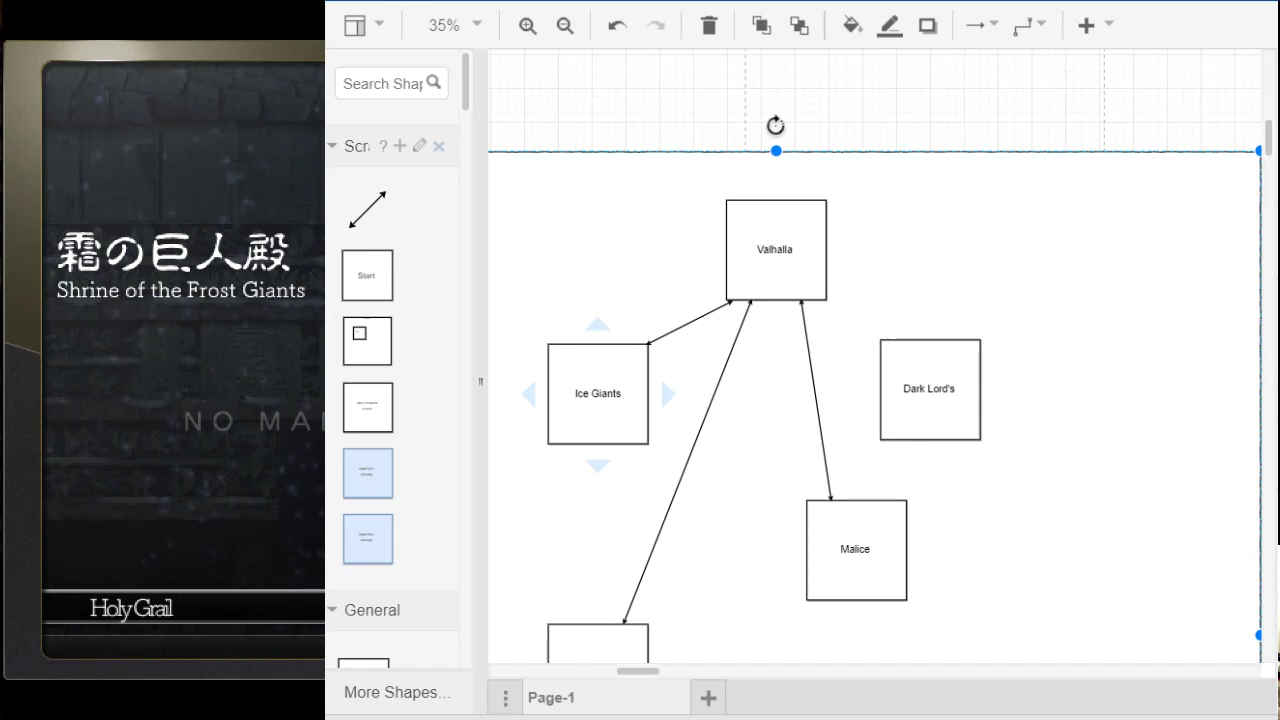 霜の巨人殿
Shrine of the Frost Giants
NO MA
HolyGrail
35%
Search Shap
Scr
?
Start
General
More Shapes...
Valhalla
Ice Giants
Dark Lord's
Malice
Page-1